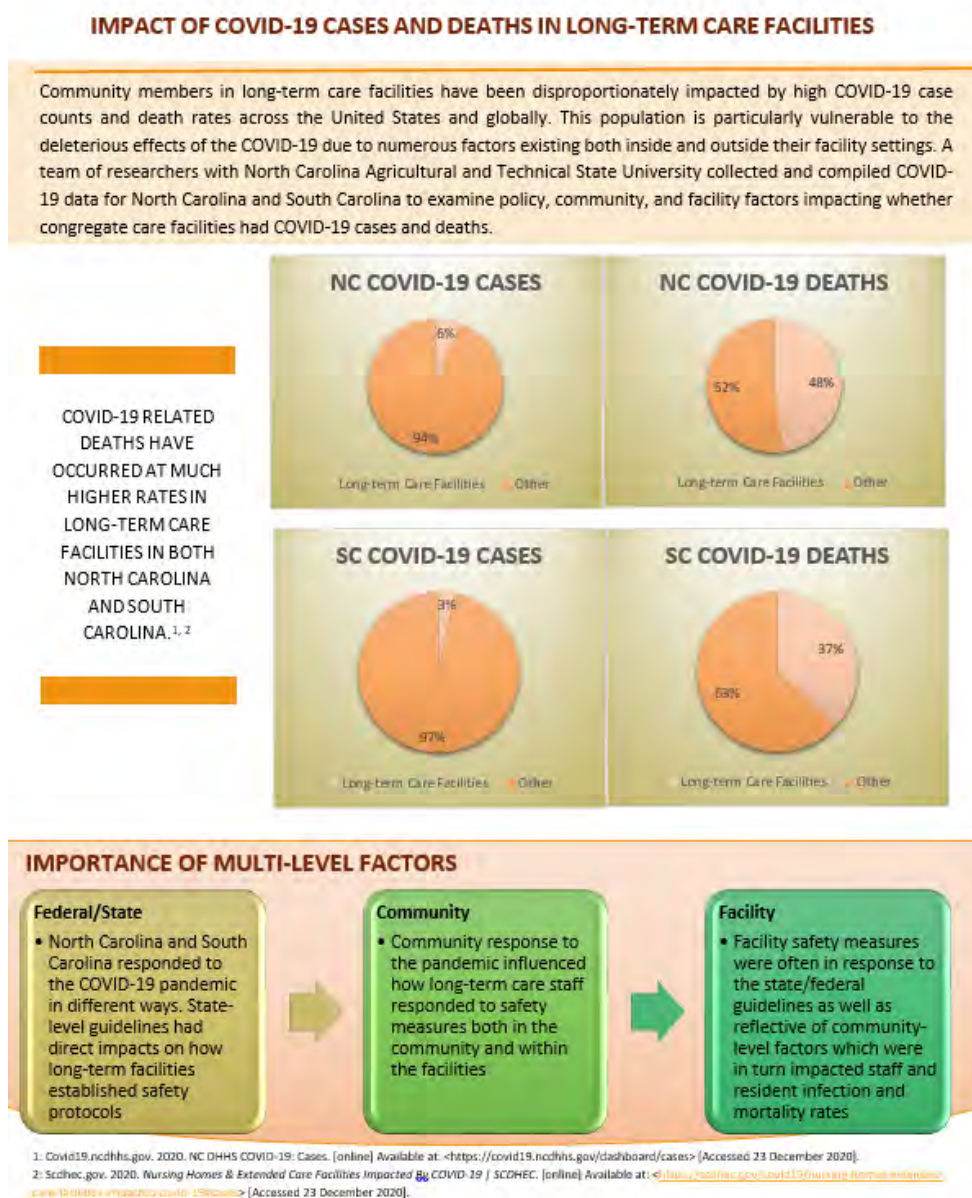 IMPACT OF COVID-19 CASES AND DEATHS IN LONG-TERM CARE FACILITIES
Community members in long-term care facilities have been disproportionately impacted by high COVID-19 case
counts and death rates across the United States and globally. This population is particularly vulnerable to the
deleterious effects of the COVID-19 due to numerous factors existing both inside and outside their facility settings. A
team of researchers with North Carolina Agricultural and Technical State University collected and compiled COVID-
19 data for North Carolina and South Carolina to examine policy, community, and facility factors impacting whether
congregate care facilities had COVID-19 cases and deaths.
COVID-19 RELATED
DEATHS HAVE
OCCURRED AT MUCH
HIGHER RATES IN
LONG-TERM CARE
FACILITIES IN BOTH
NORTH CAROLINA
AND SOUTH
CAROLINA.1, 2
NC COVID-19 CASES
6%
94%
Long-term Care Facilities Other
NC COVID-19 DEATHS
52%
48%
Long-term Care Facilities Other
SC COVID-19 CASES
3%
97%
Long-term Care Facilities Other
SC COVID-19 DEATHS
37%
63%
Long-term Care Facilities Other
IMPORTANCE OF MULTI-LEVEL FACTORS
Federal/State
• North Carolina and South
Carolina responded to
the COVID-19 pandemic
in different ways. State-
level guidelines had
direct impacts on how
long-term facilities
established safety
protocols
Community
• Community response to
the pandemic influenced
how long-term care staff
responded to safety
measures both in the
community and within
the facilities
Facility
• Facility safety measures
were often in response to
the state/federal
guidelines as well as
reflective of community-
level factors which were
in turn impacted staff and
resident infection and
mortality rates
1: Covid19.ncdhhs.gov. 2020. NC DHHS COVID-19: Cases. [online] Available at: <https://covid19.ncdhhs.gov/dashboard/cases> [Accessed 23 December 2020].
2: Scdhec.gov. 2020. Nursing Homes & Extended Care Facilities Impacted By COVID-19 | SCDHEC. [online] Available at: <
> [Accessed 23 December 2020].